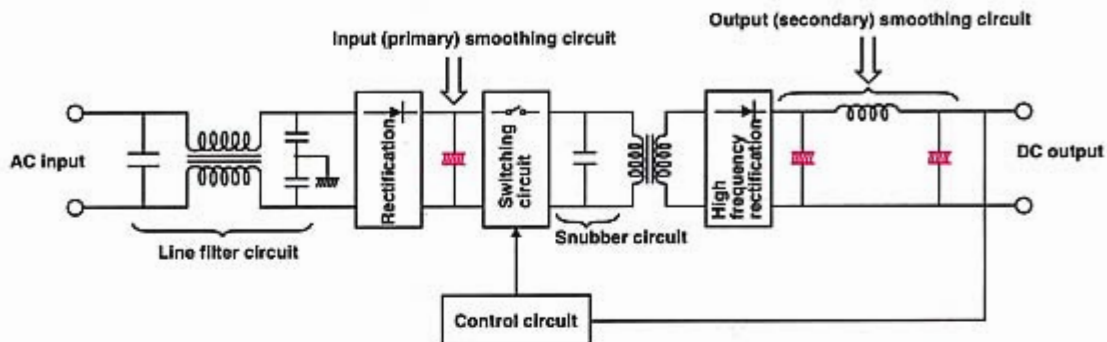 Output (secondary) smoothing circuit
Input (primary) smoothing circuit
AC input
Rectification
Switching
circuit
High
frequency
rectification
DC output
Line filter circuit
Snubber circuit
Control circuit